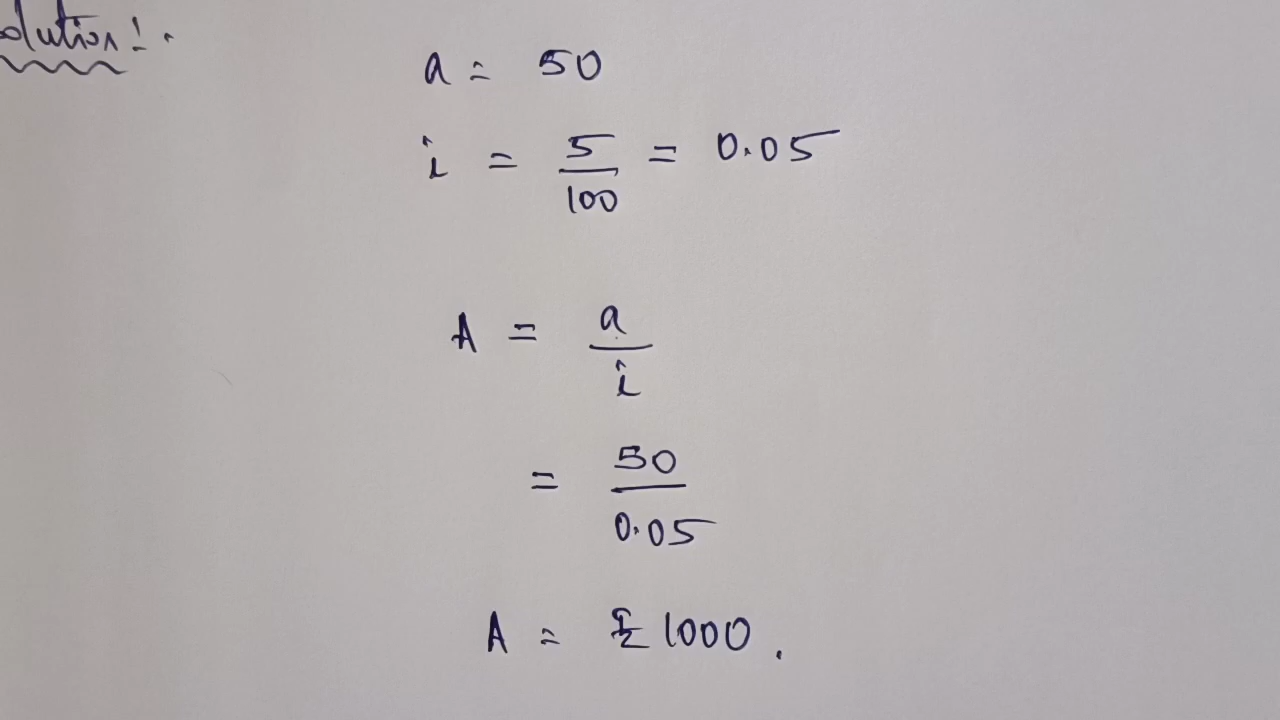 olution:-
a = 50
i = 5/100 = 0.05
A = a/i
= 50/0.05
A = £ 1000.